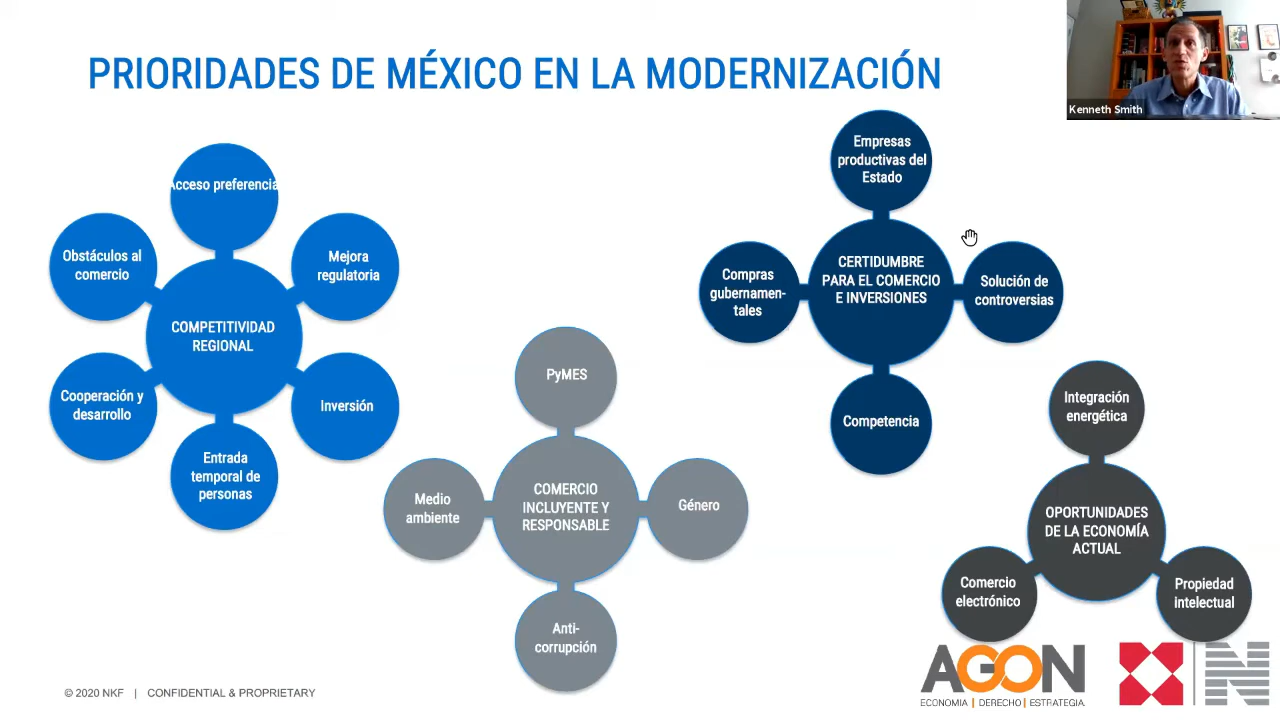 PRIORIDADES DE MÉXICO EN LA MODERNIZACIÓN
Kenneth Smith
Acceso preferencia
Obstáculos al
comercio
Mejora
regulatoria
COMPETITIVIDAD
REGIONAL
Cooperación y
desarrollo
Inversión
Entrada
temporal de
personas
PyMES
Medio
ambiente
COMERCIO
INCLUYENTE Y
RESPONSABLE
Género
Anti-
corrupción
Empresas
productivas del
Estado
Compras
gubernamen-
tales
CERTIDUMBRE
PARA EL COMERCIO
E INVERSIONES
Solución de
controversias
Competencia
Integración
energética
OPORTUNIDADES
DE LA ECONOMÍA
ACTUAL
Comercio
electrónico
Propiedad
intelectual
© 2020 NKF | CONFIDENTIAL & PROPRIETARY
AGON
ECONOMIA | DERECHO | ESTRATEGIA